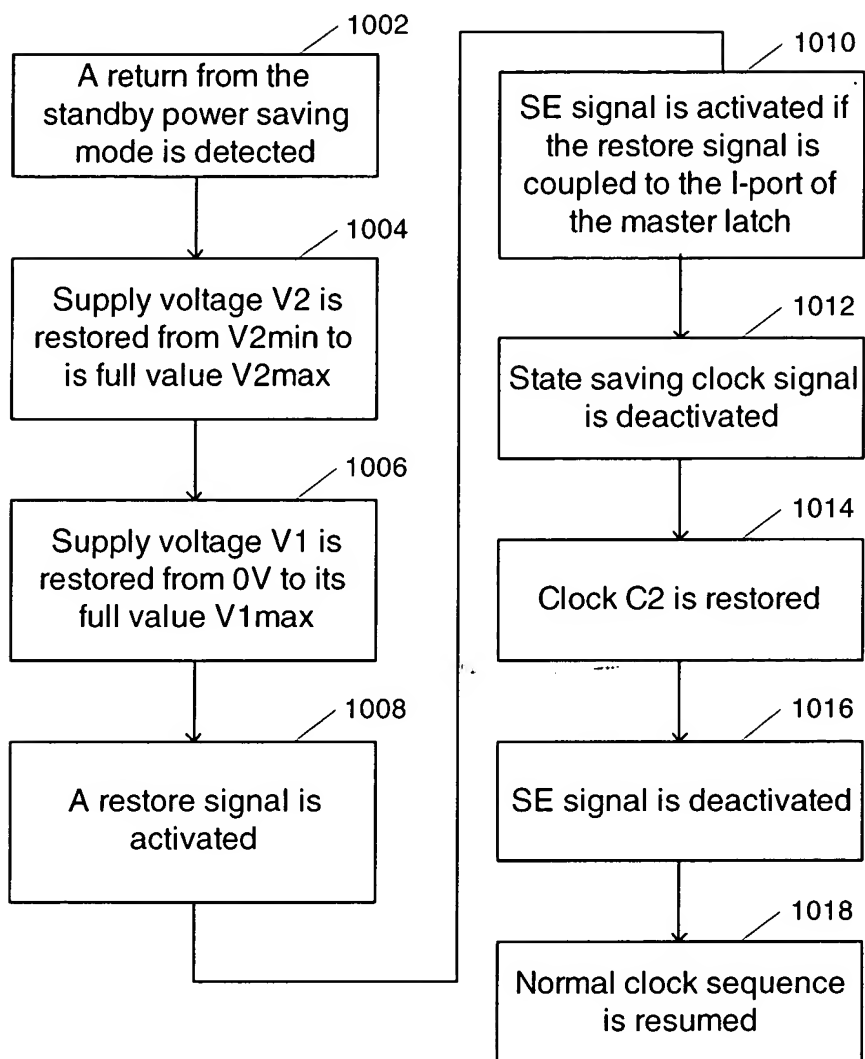 1002
A return from the
standby power saving
mode is detected
1004
Supply voltage V2 is
restored from V2min to
is full value V2max
1006
Supply voltage V1 is
restored from 0V to its
full value V1max
1008
A restore signal is
activated
1010
SE signal is activated if
the restore signal is
coupled to the I-port of
the master latch
1012
State saving clock signal
is deactivated
1014
Clock C2 is restored
1016
SE signal is deactivated
1018
Normal clock sequence
is resumed